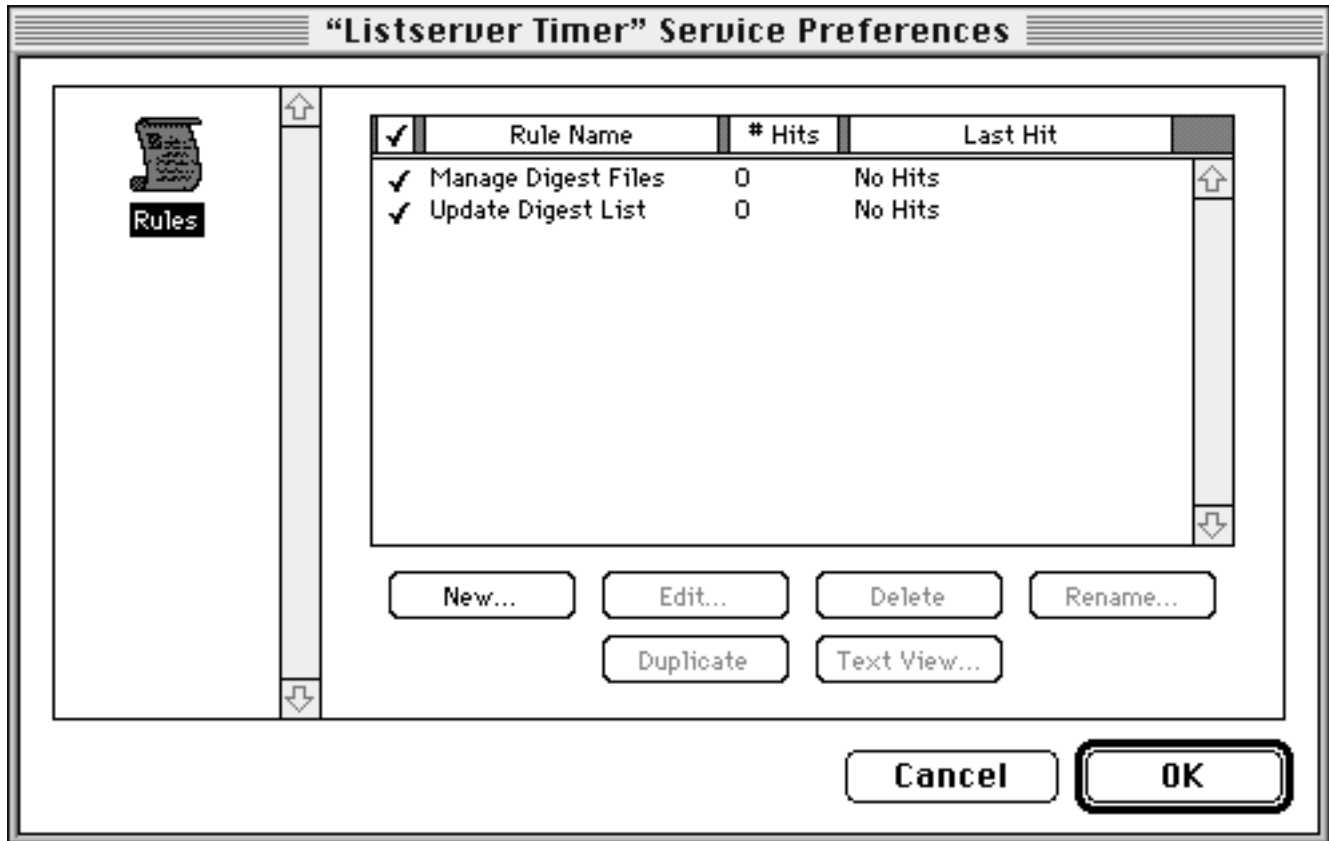 “Listserver Timer” Service Preferences
Rules
✓ Rule Name # Hits Last Hit
✓ Manage Digest Files 0 No Hits
✓ Update Digest List 0 No Hits
New... Edit... Delete Rename...
Duplicate Text View...
Cancel OK